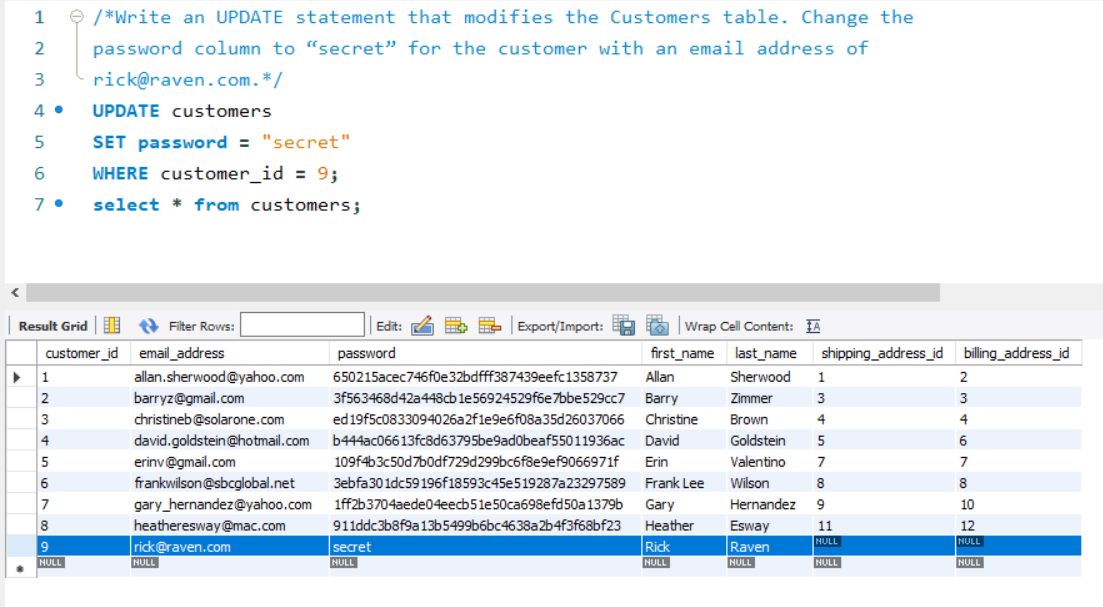 1 /*Write an UPDATE statement that modifies the Customers table. Change the
2 password column to “secret” for the customer with an email address of
3 rick@raven.com.*/
4 UPDATE customers
5 SET password = "secret"
6 WHERE customer_id = 9;
7 select * from customers;
Result Grid Filter Rows: Edit: Export/Import: Wrap Cell Content: IA
customer_id email_address password first_name last_name shipping_address_id billing_address_id
1 allan.sherwood@yahoo.com 650215acec746f0e32bdfff387439eefc1358737 Allan Sherwood 1 2
2 barryz@gmail.com 3f563468d42a448cb1e56924529f6e7bbe529cc7 Barry Zimmer 3 3
3 christineb@solarone.com ed19f5c0833094026a2f1e9e6f08a35d26037066 Christine Brown 4 4
4 david.goldstein@hotmail.com b444ac06613fc8d63795be9ad0beaf55011936ac David Goldstein 5 6
5 erinv@gmail.com 109f4b3c50d7b0df729d299bc6f8e9ef9066971f Erin Valentino 7 7
6 frankwilson@sbcglobal.net 3ebfa301dc59196f18593c45e519287a23297589 Frank Lee Wilson 8 8
7 gary_hernandez@yahoo.com 1ff2b3704aede04eecb51e50ca698efd50a1379b Gary Hernandez 9 10
8 heatheresway@mac.com 911ddc3b8f9a13b5499b6bc4638a2b4f3f68bf23 Heather Esway 11 12
9 rick@raven.com secret Rick Raven NULL NULL
NULL NULL NULL NULL NULL NULL NULL